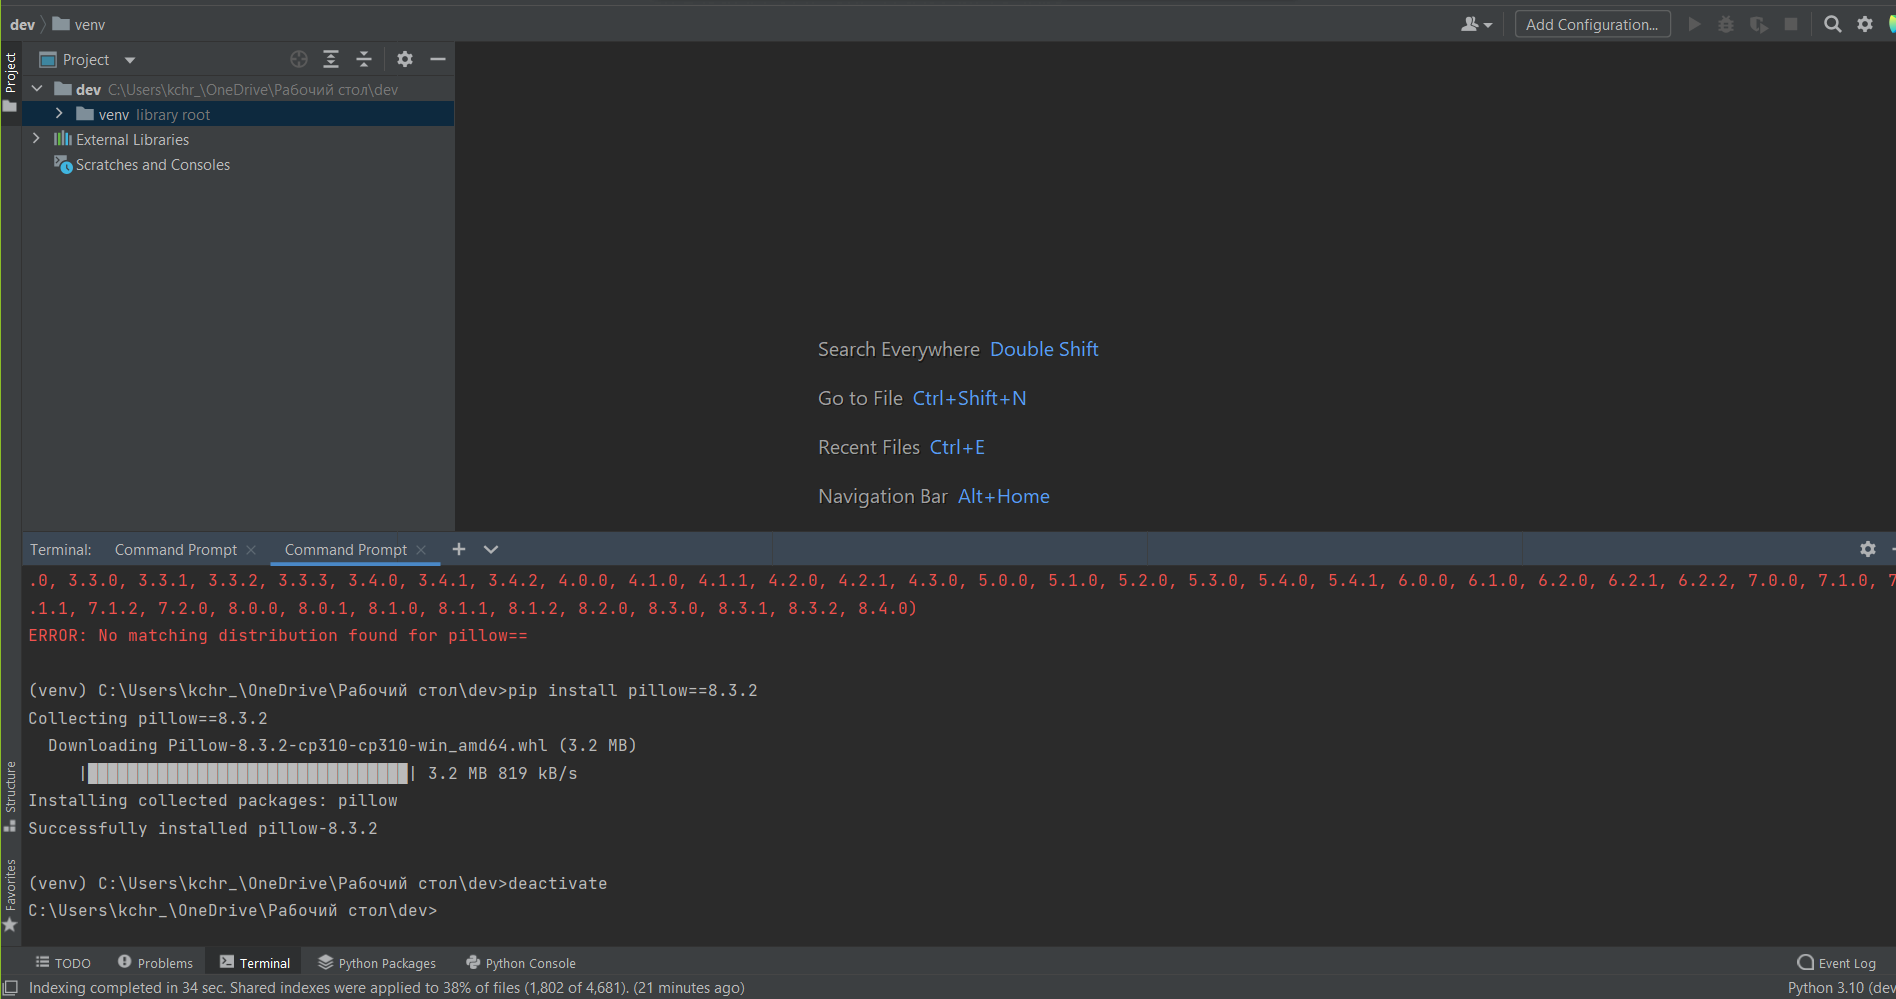 dev venv
Add Configuration...
Project
Project
dev C:\Users\kchr_\OneDrive\Рабочий стол\dev
venv library root
External Libraries
Scratches and Consoles
Search Everywhere Double Shift
Go to File Ctrl+Shift+N
Recent Files Ctrl+E
Navigation Bar Alt+Home
Terminal: Command Prompt Command Prompt
.0, 3.3.0, 3.3.1, 3.3.2, 3.3.3, 3.4.0, 3.4.1, 3.4.2, 4.0.0, 4.1.0, 4.1.1, 4.2.0, 4.2.1, 4.3.0, 5.0.0, 5.1.0, 5.2.0, 5.3.0, 5.4.0, 5.4.1, 6.0.0, 6.1.0, 6.2.0, 6.2.1, 6.2.2, 7.0.0, 7.1.0, 7
.1.1, 7.1.2, 7.2.0, 8.0.0, 8.0.1, 8.1.0, 8.1.1, 8.1.2, 8.2.0, 8.3.0, 8.3.1, 8.3.2, 8.4.0)
ERROR: No matching distribution found for pillow==
(venv) C:\Users\kchr_\OneDrive\Рабочий стол\dev>pip install pillow==8.3.2
Collecting pillow==8.3.2
Downloading Pillow-8.3.2-cp310-cp310-win_amd64.whl (3.2 MB)
| | 3.2 MB 819 kB/s
Installing collected packages: pillow
Successfully installed pillow-8.3.2
(venv) C:\Users\kchr_\OneDrive\Рабочий стол\dev>deactivate
C:\Users\kchr_\OneDrive\Рабочий стол\dev>
Structure
Favorites
TODO Problems Terminal Python Packages Python Console Event Log
Indexing completed in 34 sec. Shared indexes were applied to 38% of files (1,802 of 4,681). (21 minutes ago) Python 3.10 (dev